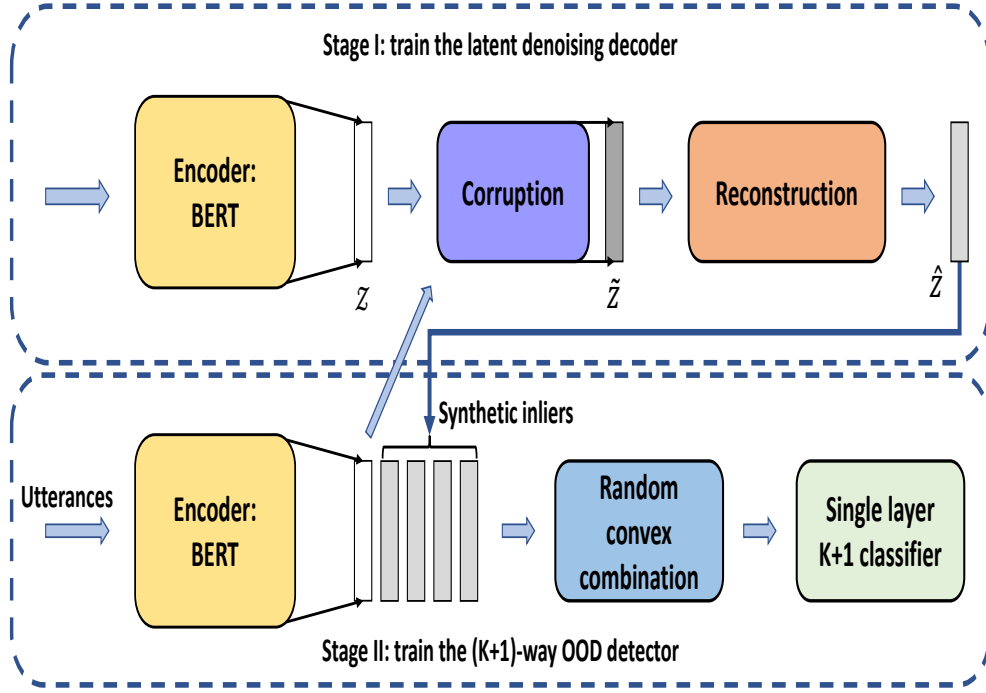 Stage I: train the latent denoising decoder
Encoder:
BERT
Corruption
Reconstruction
z
z̃
ẑ
Synthetic inliers
Utterances
Encoder:
BERT
Random
convex
combination
Single layer
K+1 classifier
Stage II: train the (K+1)-way OOD detector